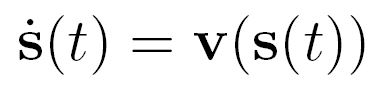 ṡ(t) = v(s(t))